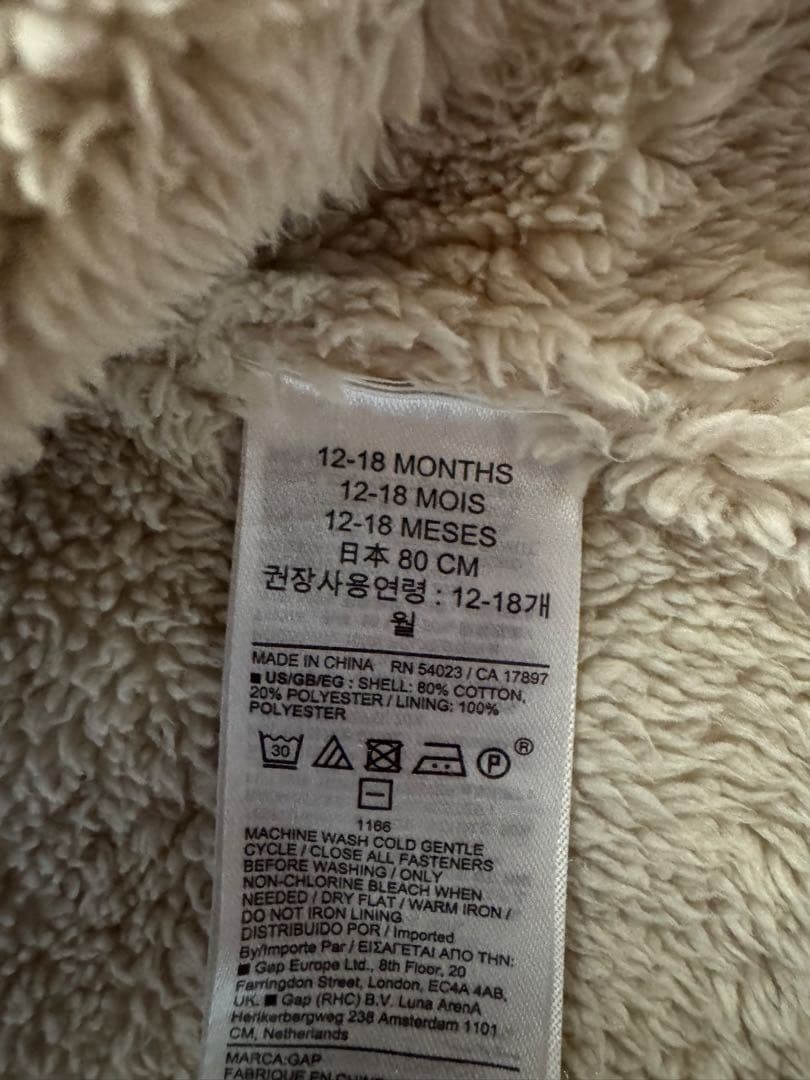 12-18 MONTHS
12-18 MOIS
12-18 MESES
日本 80 CM
권장사용연령 : 12-18개
월
MADE IN CHINA RN 54023 / CA 17897
■ US/GB/EG : SHELL: 80% COTTON,
20% POLYESTER / LINING: 100%
POLYESTER
30
P ®
1166
MACHINE WASH COLD GENTLE
CYCLE / CLOSE ALL FASTENERS
BEFORE WASHING / ONLY
NON-CHLORINE BLEACH WHEN
NEEDED / DRY FLAT / WARM IRON /
DO NOT IRON LINING
DISTRIBUIDO POR / Imported
By/Importe Par / ΕΙΣΑΓΕΤΑΙ ΑΠΟ ΤΗΝ:
■ Gap Europe Ltd., 8th Floor, 20
Farringdon Street, London, EC4A 4AB,
UK. ■ Gap (RHC) B.V. Luna ArenA
Herikerbergweg 238 Amsterdam 1101
CM, Netherlands
MARCA:GAP
FABRIQUE EN CHINE